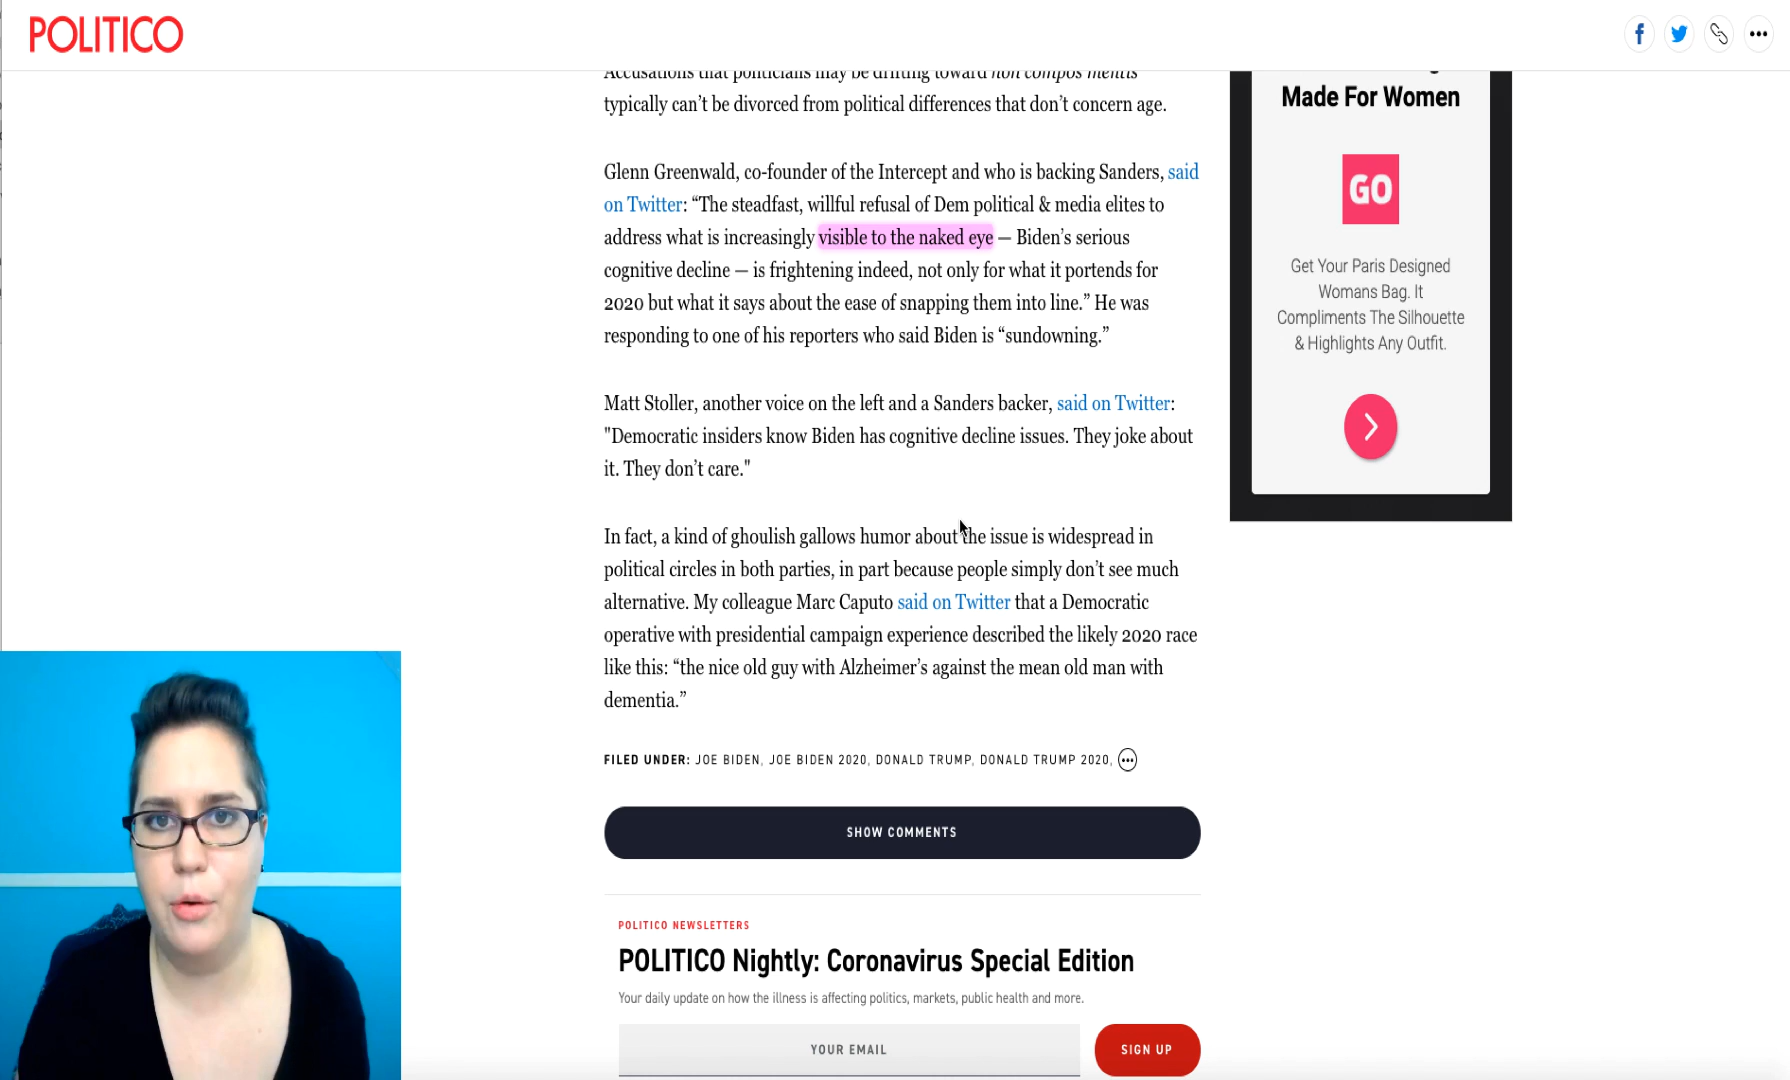 POLITICO
Accusations that politicians may be drifting toward non compos mentis
typically can’t be divorced from political differences that don’t concern age.
Glenn Greenwald, co-founder of the Intercept and who is backing Sanders, said
on Twitter: “The steadfast, willful refusal of Dem political & media elites to
address what is increasingly visible to the naked eye — Biden’s serious
cognitive decline — is frightening indeed, not only for what it portends for
2020 but what it says about the ease of snapping them into line.” He was
responding to one of his reporters who said Biden is “sundowning.”
Matt Stoller, another voice on the left and a Sanders backer, said on Twitter:
"Democratic insiders know Biden has cognitive decline issues. They joke about
it. They don’t care."
In fact, a kind of ghoulish gallows humor about the issue is widespread in
political circles in both parties, in part because people simply don’t see much
alternative. My colleague Marc Caputo said on Twitter that a Democratic
operative with presidential campaign experience described the likely 2020 race
like this: “the nice old guy with Alzheimer’s against the mean old man with
dementia.”
FILED UNDER: JOE BIDEN, JOE BIDEN 2020, DONALD TRUMP, DONALD TRUMP 2020,
SHOW COMMENTS
POLITICO NEWSLETTERS
POLITICO Nightly: Coronavirus Special Edition
Your daily update on how the illness is affecting politics, markets, public health and more.
YOUR EMAIL
SIGN UP
Made For Women
GO
Get Your Paris Designed
Womans Bag. It
Compliments The Silhouette
& Highlights Any Outfit.